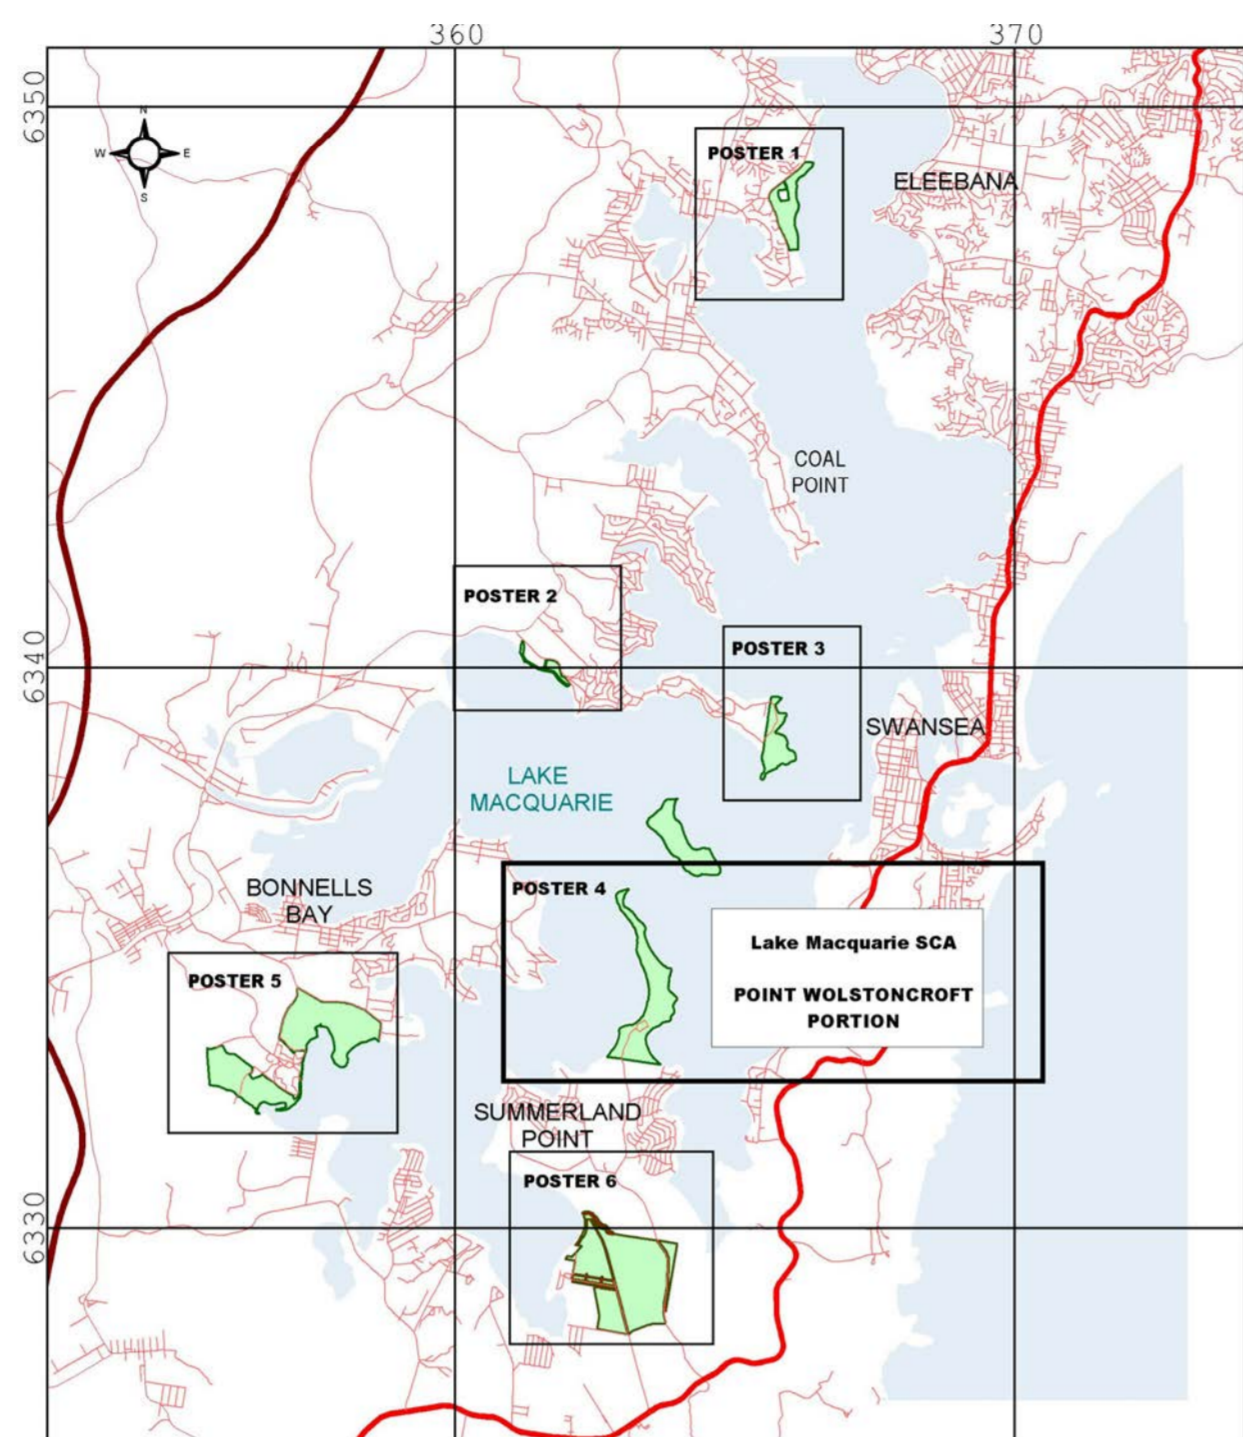 360
370
6350
N
W
E
S
POSTER 1
ELEEBANA
COAL
POINT
POSTER 2
6340
POSTER 3
SWANSEA
LAKE
MACQUARIE
BONNELLS
BAY
POSTER 4
Lake Macquarie SCA
POINT WOLSTONCROFT
PORTION
POSTER 5
SUMMERLAND
POINT
POSTER 6
6330